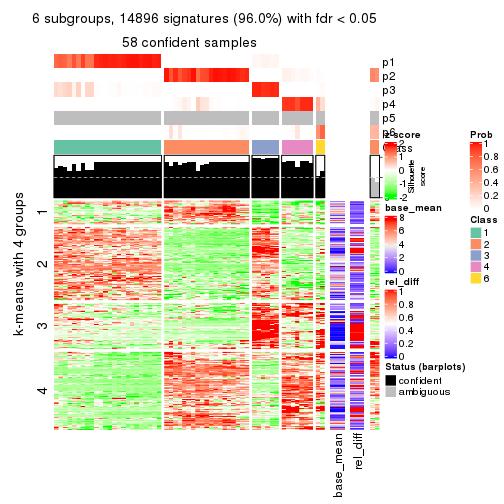 6 subgroups, 14896 signatures (96.0%) with fdr < 0.05
58 confident samples
p1
p2
p3
p4
p5
p6
Class
k-means with 4 groups
1
2
3
4
base_mean
rel_diff
z-score
2
1
0
-1
-2
Silhouette
score
base_mean
8
6
4
2
0
rel_diff
1
0.8
0.6
0.4
0.2
0
Status (barplots)
confident
ambiguous
Prob
1
0.8
0.6
0.4
0.2
0
Class
1
2
3
4
6